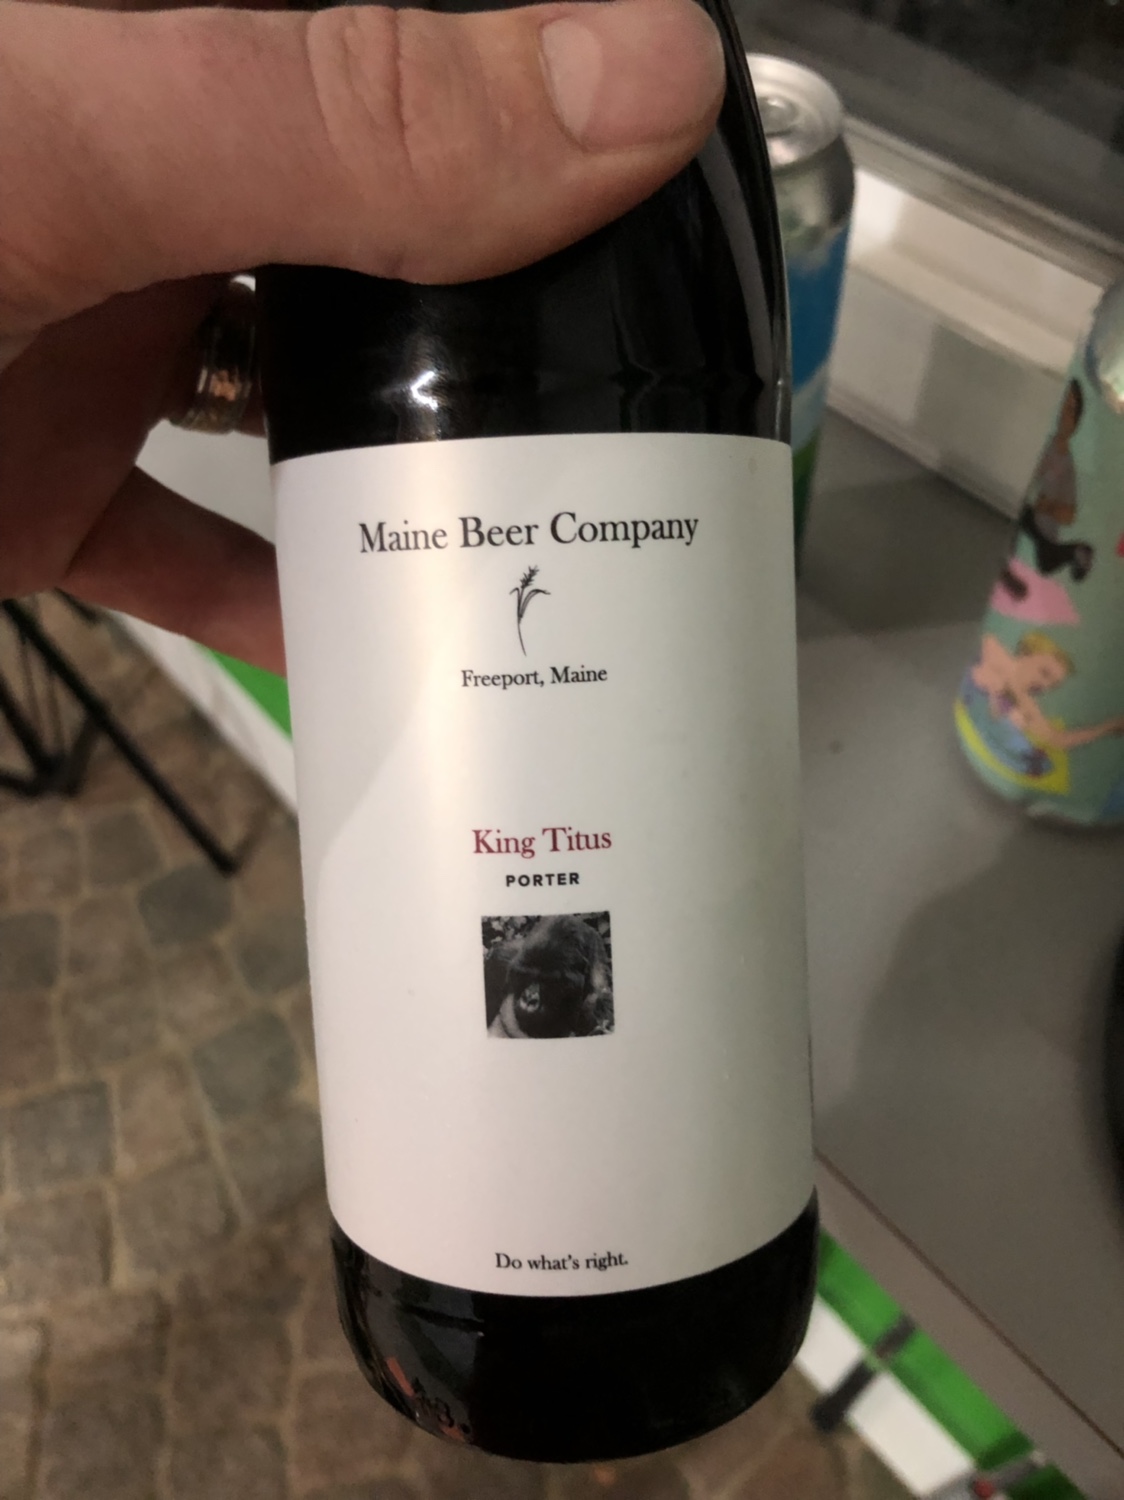 Maine Beer Company
Freeport, Maine
King Titus
PORTER
Do what's right.